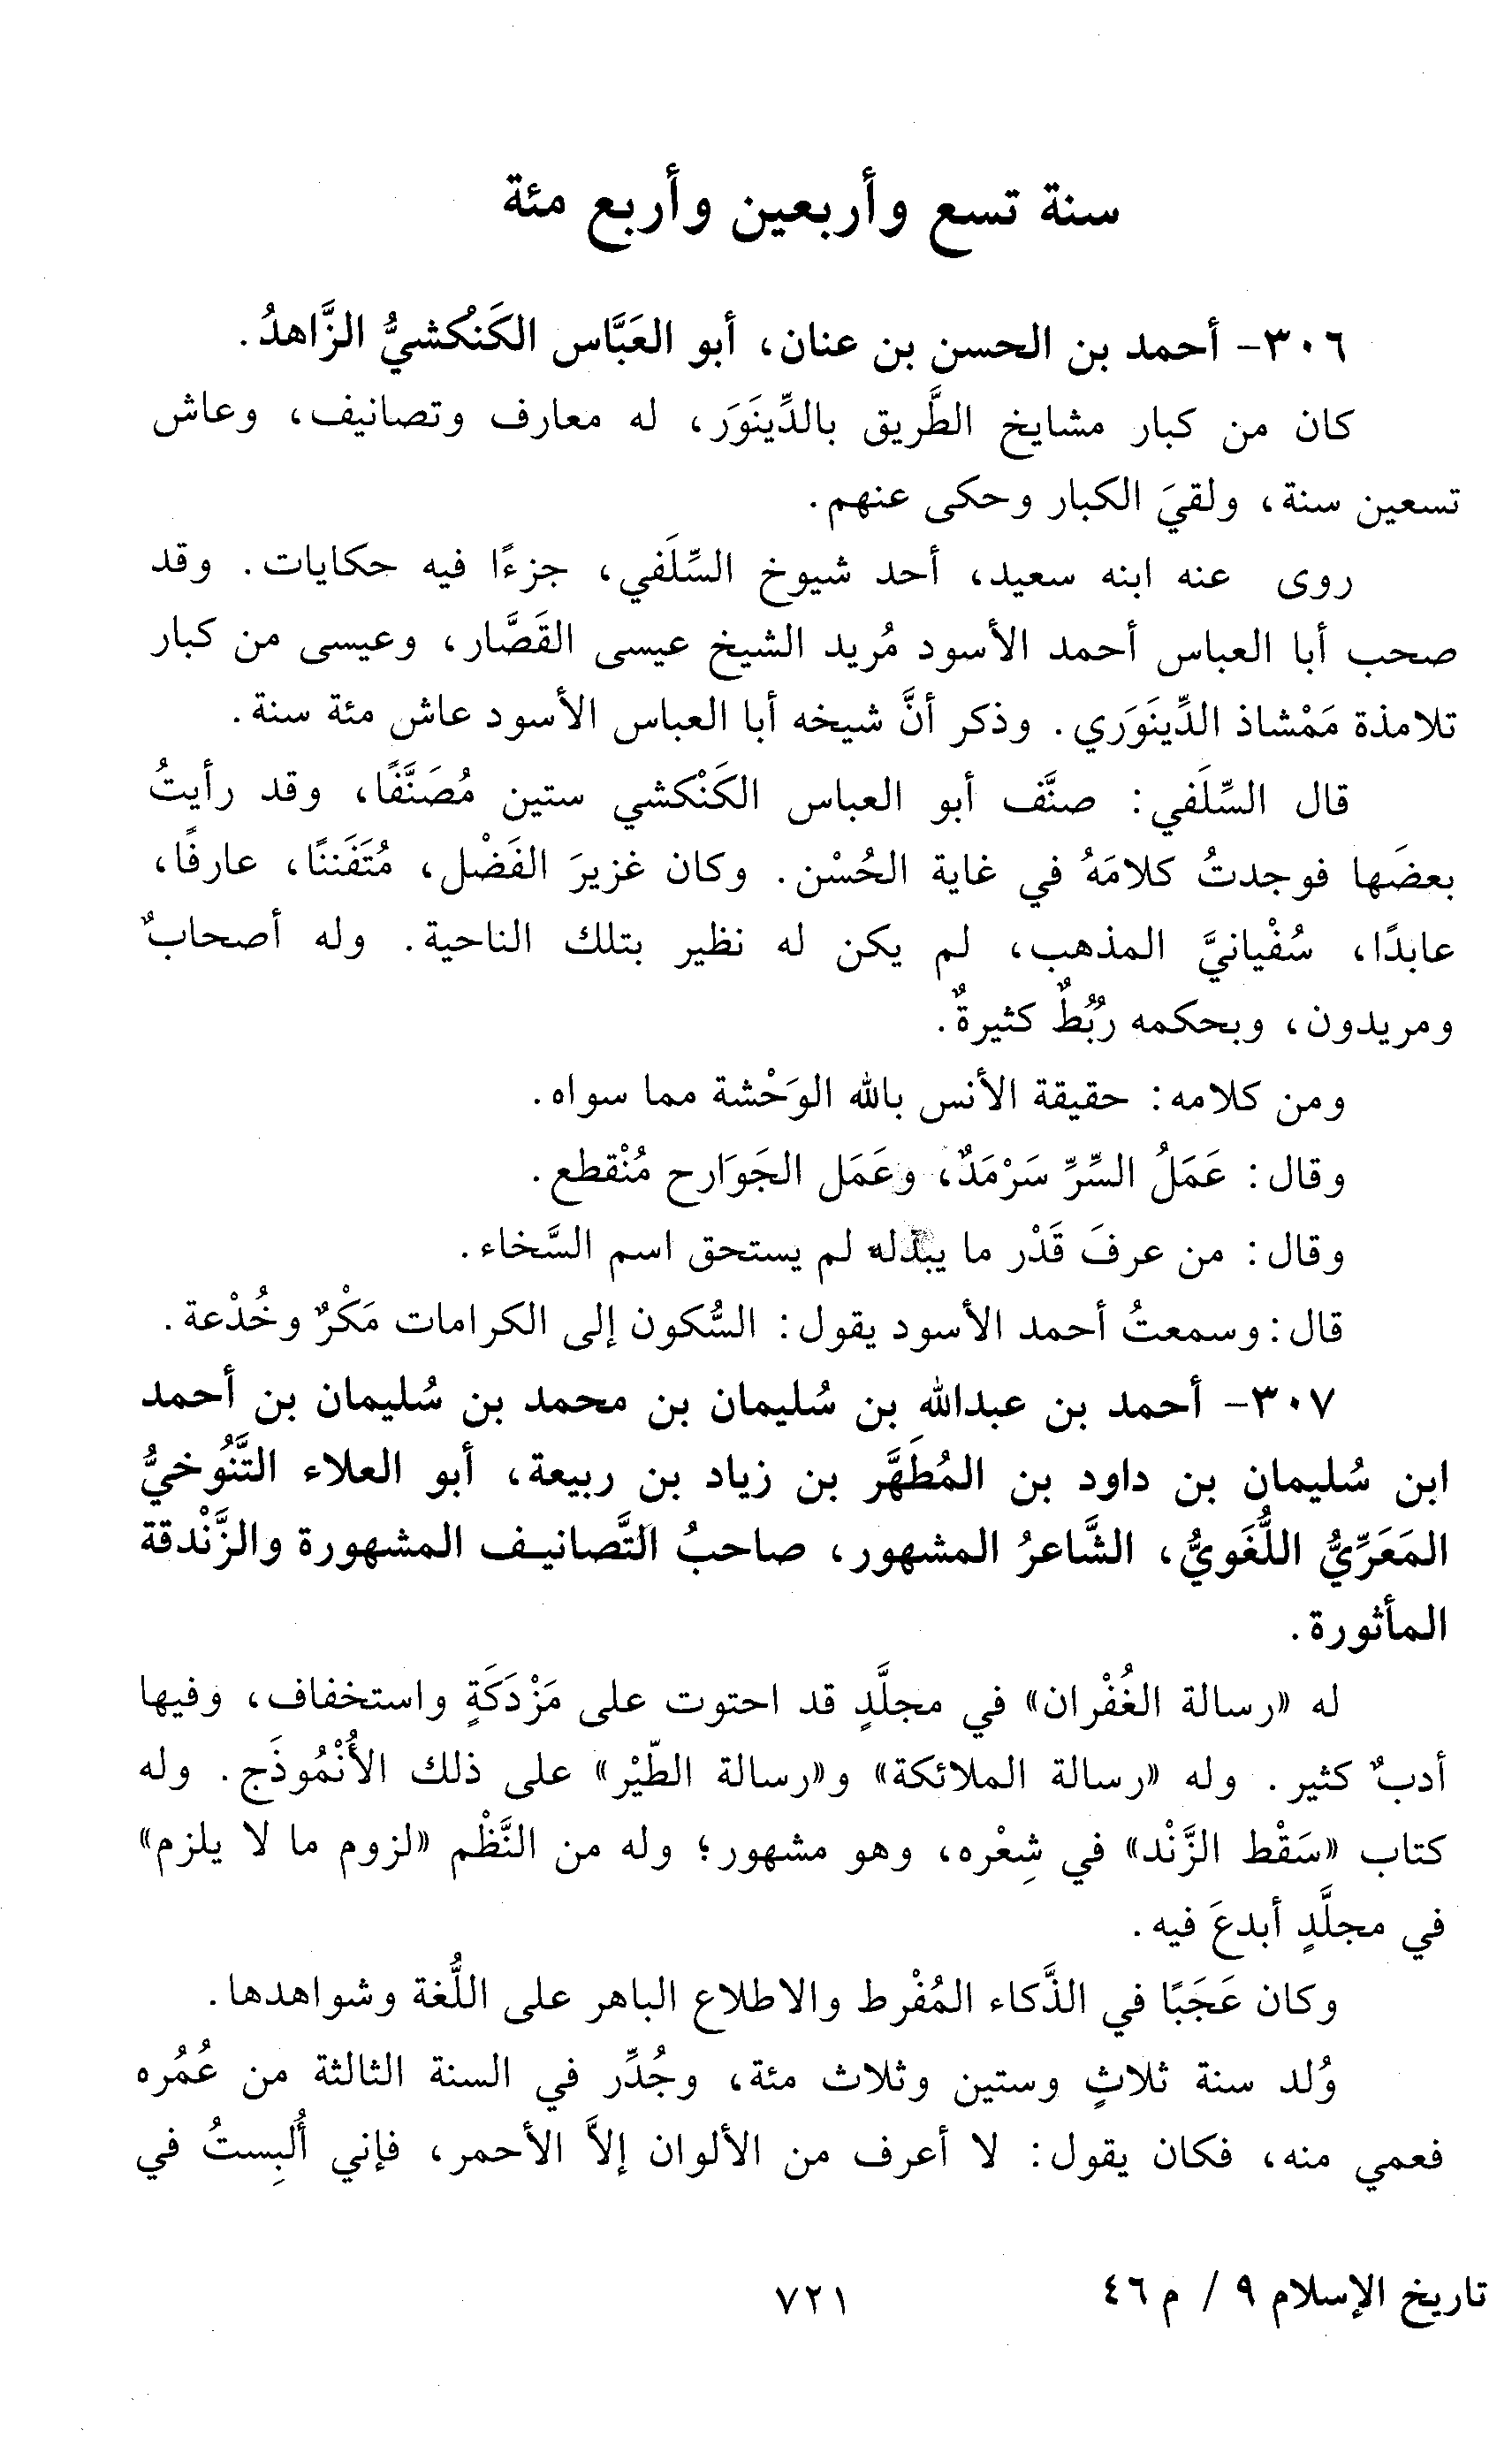 سنة تسع وأربعين وأربع مئة
٣٠٦- أحمد بن الحسن بن عنان، أبو العَبَّاس الكَنكُشيُّ الزَّاهدُ.
كان من كبار مشايخ الطَّريق بالدِّينَوَر، له معارف وتصانيف، وعاش
تسعين سنة، ولقيَ الكبار وحكى عنهم.
روى عنه ابنه سعيد، أحد شيوخ السِّلَفي، جزءًا فيه حكايات. وقد
صحب أبا العباس أحمد الأسود مُريد الشيخ عيسى القَصَّار، وعيسى من كبار
تلامذة مَمْشاذ الدِّينَوَري. وذكر أنَّ شيخه أبا العباس الأسود عاش مئة سنة.
قال السِّلَفي: صنَّف أبو العباس الكَنْكشي ستين مُصَنَّفًا، وقد رأيتُ
بعضَها فوجدتُ كلامَهُ في غاية الحُسْن. وكان غزيرَ الفَضْل، مُتَفَننًا، عارفًا،
عابدًا، سُفْيانيَّ المذهب، لم يكن له نظير بتلك الناحية. وله أصحابٌ
ومريدون، وبحكمه رُبُطٌ كثيرةٌ.
ومن كلامه: حقيقة الأنس بالله الوَحْشة مما سواه.
وقال: عَمَلُ السِّرِّ سَرْمَدٌ، وعَمَل الجَوَارح مُنْقطع.
وقال: من عرفَ قَدْر ما يبذله لم يستحق اسم السَّخاء.
قال: وسمعتُ أحمد الأسود يقول: السُّكون إلى الكرامات مَكْرٌ وخُدْعة.
٣٠٧- أحمد بن عبدالله بن سُليمان بن محمد بن سُليمان بن أحمد
ابن سُليمان بن داود بن المُطَهَّر بن زياد بن ربيعة، أبو العلاء التَّنُوخيُّ
المَعَرِّيُّ اللُّغَويُّ، الشَّاعرُ المشهور، صاحبُ التَّصانيف المشهورة والزَّنْدقة
المأثورة.
له «رسالة الغُفْران» في مجلَّدٍ قد احتوت على مَزْدَكَةٍ واستخفاف، وفيها
أدبٌ كثير. وله «رسالة الملائكة» و«رسالة الطّيْر» على ذلك الأُنْمُوذَج. وله
كتاب «سَقْط الزَّنْد» في شِعْره، وهو مشهور؛ وله من النَّظْم «لزوم ما لا يلزم»
في مجلَّدٍ أبدعَ فيه.
وكان عَجَبًا في الذَّكاء المُفْرط والاطلاع الباهر على اللُّغة وشواهدها.
وُلد سنة ثلاثٍ وستين وثلاث مئة، وجُدِّر في السنة الثالثة من عُمُره
فعمي منه، فكان يقول: لا أعرف من الألوان إلاَّ الأحمر، فإني أُلبِستُ في
تاريخ الإسلام ٩ / م ٤٦
٧٢١